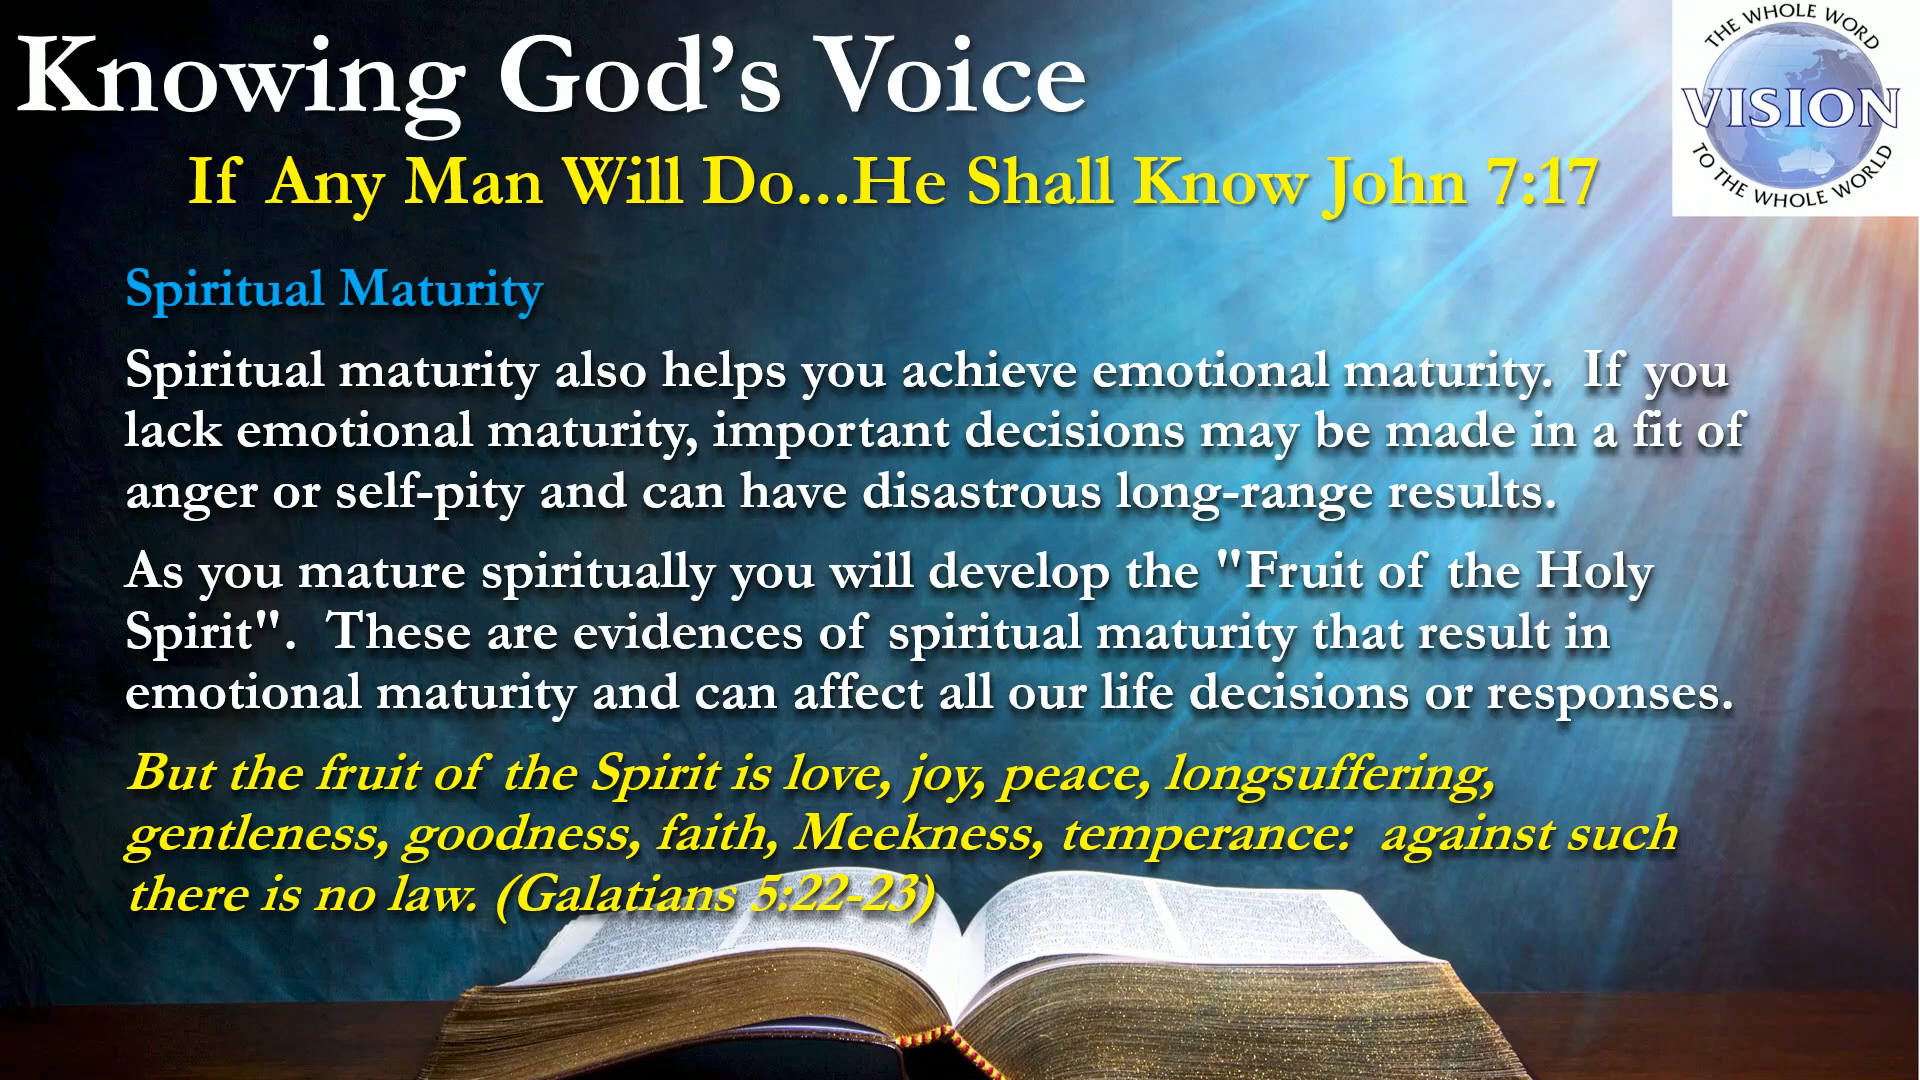 Knowing God’s Voice
THE WHOLE WORD
VISION
TO THE WHOLE WORLD
If Any Man Will Do...He Shall Know John 7:17
Spiritual Maturity
Spiritual maturity also helps you achieve emotional maturity.  If you
lack emotional maturity, important decisions may be made in a fit of
anger or self-pity and can have disastrous long-range results.
As you mature spiritually you will develop the "Fruit of the Holy
Spirit".  These are evidences of spiritual maturity that result in
emotional maturity and can affect all our life decisions or responses.
But the fruit of the Spirit is love, joy, peace, longsuffering,
gentleness, goodness, faith, Meekness, temperance:  against such
there is no law. (Galatians 5:22-23)